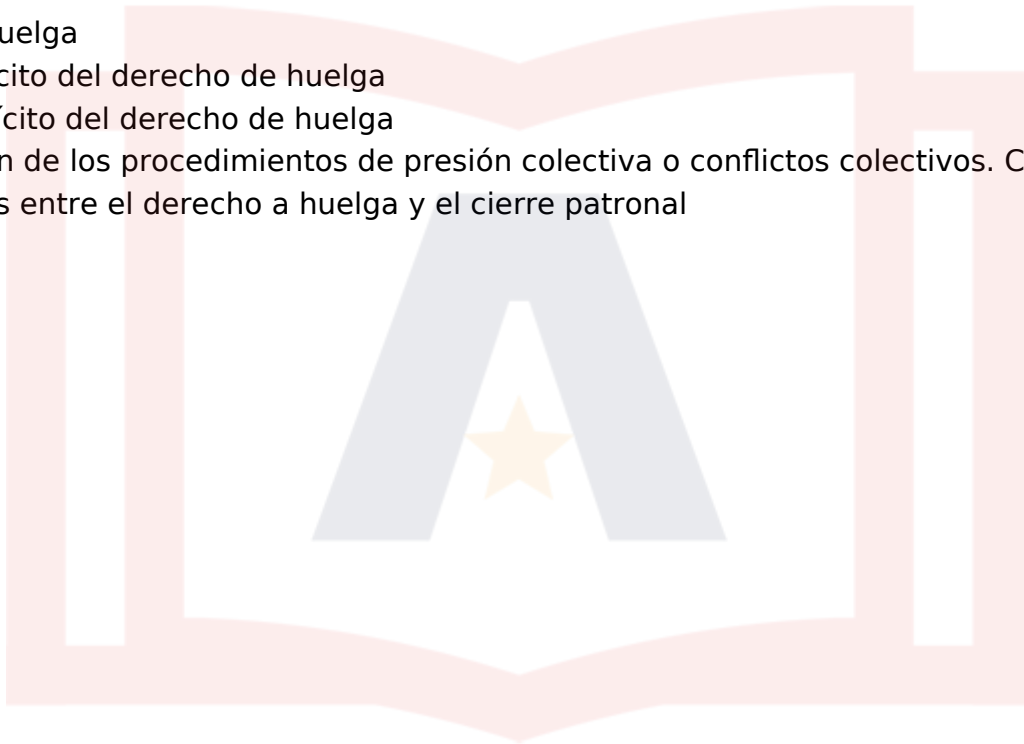 uelga
cito del derecho de huelga
ícito del derecho de huelga
n de los procedimientos de presión colectiva o conflictos colectivos. C
s entre el derecho a huelga y el cierre patronal